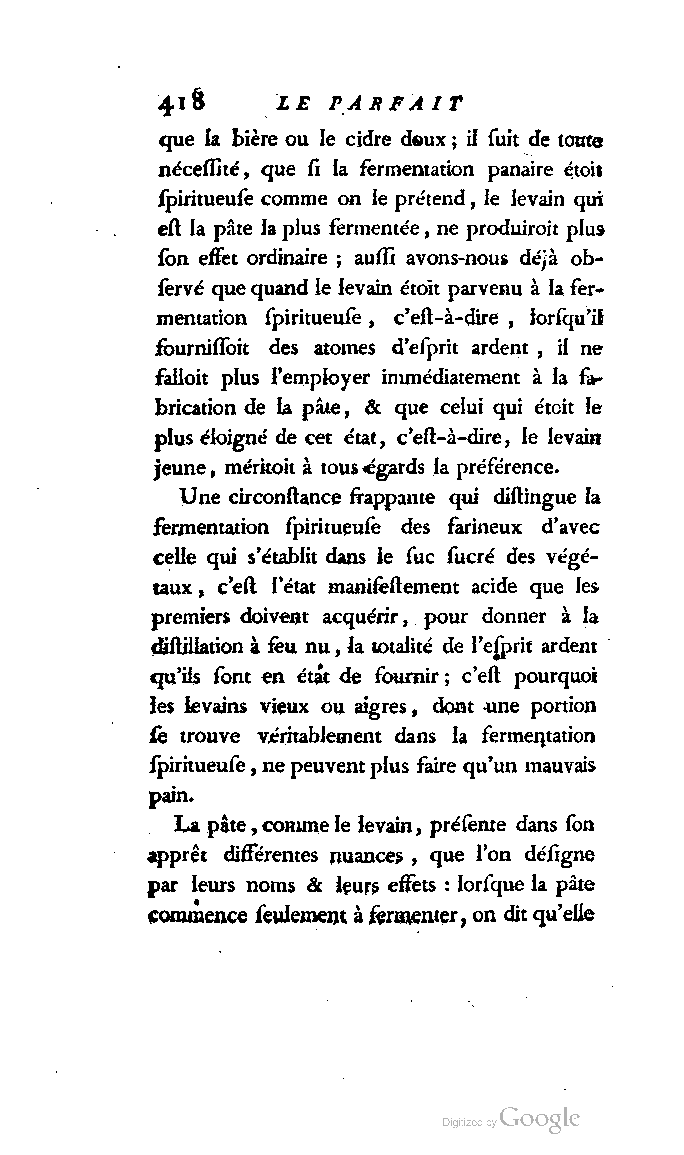 418 LE PARFAIT
que la bière ou le cidre doux ; il ſuit de toute
néceſſité, que ſi la fermentation panaire étoit
ſpiritueuſe comme on le prétend, le levain qui
eſt la pâte la plus fermentée, ne produiroit plus
ſon effet ordinaire ; auſſi avons-nous déjà ob-
ſervé que quand le levain étoit parvenu à la fer-
mentation ſpiritueuſe, c'eſt-à-dire, lorſqu'il
fourniſſoit des atomes d'eſprit ardent, il ne
falloit plus l'employer immédiatement à la fa-
brication de la pâte, & que celui qui étoit le
plus éloigné de cet état, c'eſt-à-dire, le levain
jeune, méritoit à tous égards la préférence.
Une circonſtance frappante qui diſtingue la
fermentation ſpiritueuſe des farineux d'avec
celle qui s'établit dans le ſuc ſucré des végé-
taux, c'eſt l'état manifeſtement acide que les
premiers doivent acquérir, pour donner à la
diſtillation à feu nu, la totalité de l'eſprit ardent
qu'ils ſont en état de fournir ; c'eſt pourquoi
les levains vieux ou aigres, dont une portion
ſe trouve véritablement dans la fermentation
ſpiritueuſe, ne peuvent plus faire qu'un mauvais
pain.
La pâte, comme le levain, préſente dans ſon
apprêt différentes nuances, que l'on déſigne
par leurs noms & leurs effets : lorſque la pâte
commence ſeulement à fermenter, on dit qu'elle
Digitized by Google